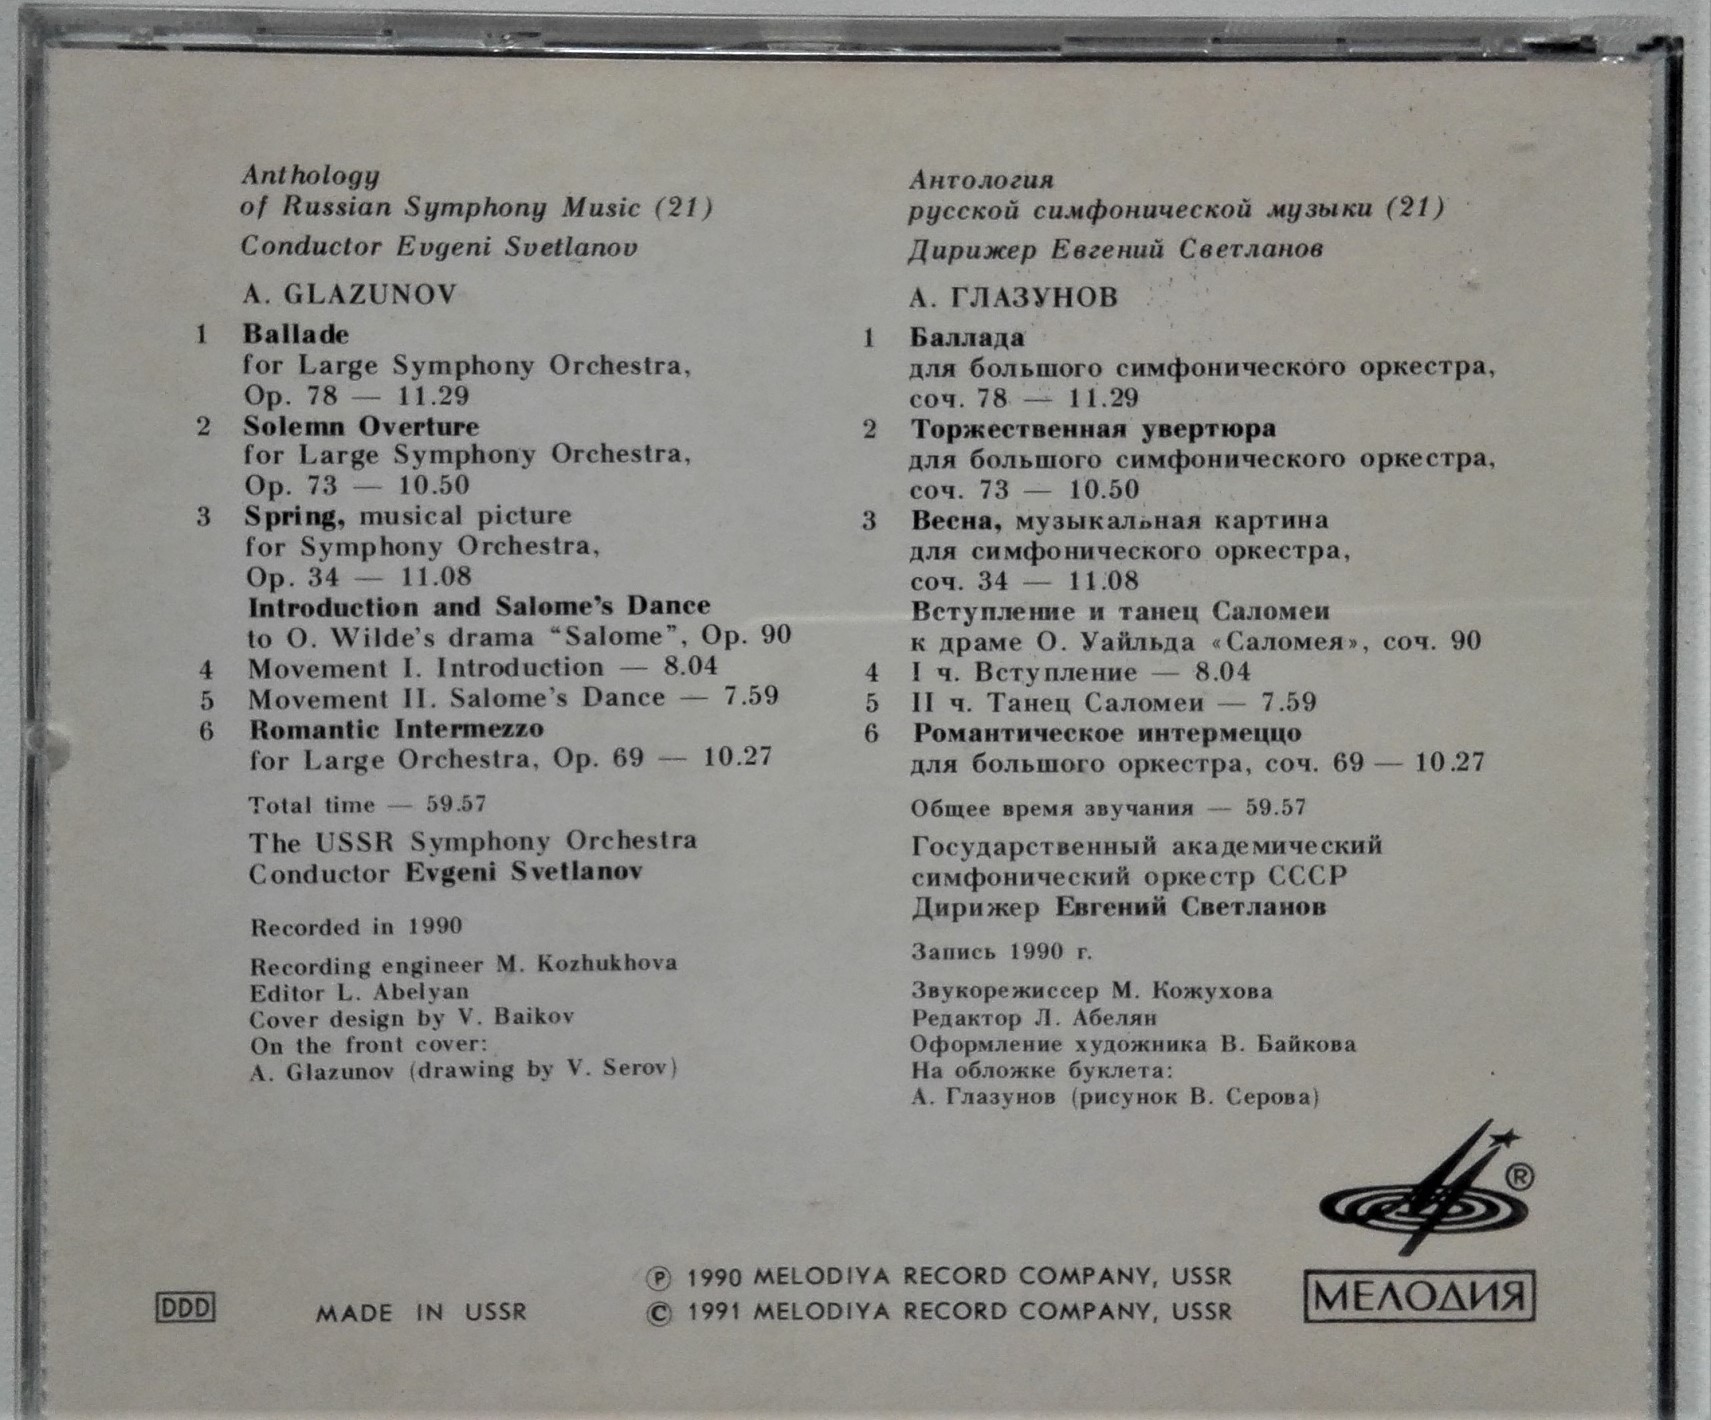 Anthology
of Russian Symphony Music (21)
Conductor Evgeni Svetlanov
A. GLAZUNOV
1 Ballade
for Large Symphony Orchestra,
Op. 78 — 11.29
2 Solemn Overture
for Large Symphony Orchestra,
Op. 73 — 10.50
3 Spring, musical picture
for Symphony Orchestra,
Op. 34 — 11.08
Introduction and Salome's Dance
to O. Wilde's drama “Salome”, Op. 90
4 Movement I. Introduction — 8.04
5 Movement II. Salome's Dance — 7.59
6 Romantic Intermezzo
for Large Orchestra, Op. 69 — 10.27
Total time — 59.57
The USSR Symphony Orchestra
Conductor Evgeni Svetlanov
Recorded in 1990
Recording engineer M. Kozhukhova
Editor L. Abelyan
Cover design by V. Baikov
On the front cover:
A. Glazunov (drawing by V. Serov)
Антология
русской симфонической музыки (21)
Дирижер Евгений Светланов
А. ГЛАЗУНОВ
1 Баллада
для большого симфонического оркестра,
соч. 78 — 11.29
2 Торжественная увертюра
для большого симфонического оркестра,
соч. 73 — 10.50
3 Весна, музыкальная картина
для симфонического оркестра,
соч. 34 — 11.08
Вступление и танец Саломеи
к драме О. Уайльда «Саломея», соч. 90
4 I ч. Вступление — 8.04
5 II ч. Танец Саломеи — 7.59
6 Романтическое интермеццо
для большого оркестра, соч. 69 — 10.27
Общее время звучания — 59.57
Государственный академический
симфонический оркестр СССР
Дирижер Евгений Светланов
Запись 1990 г.
Звукорежиссер М. Кожухова
Редактор Л. Абелян
Оформление художника В. Байкова
На обложке буклета:
А. Глазунов (рисунок В. Серова)
®
МЕЛОДИЯ
DDD
MADE IN USSR
℗ 1990 MELODIYA RECORD COMPANY, USSR
© 1991 MELODIYA RECORD COMPANY, USSR